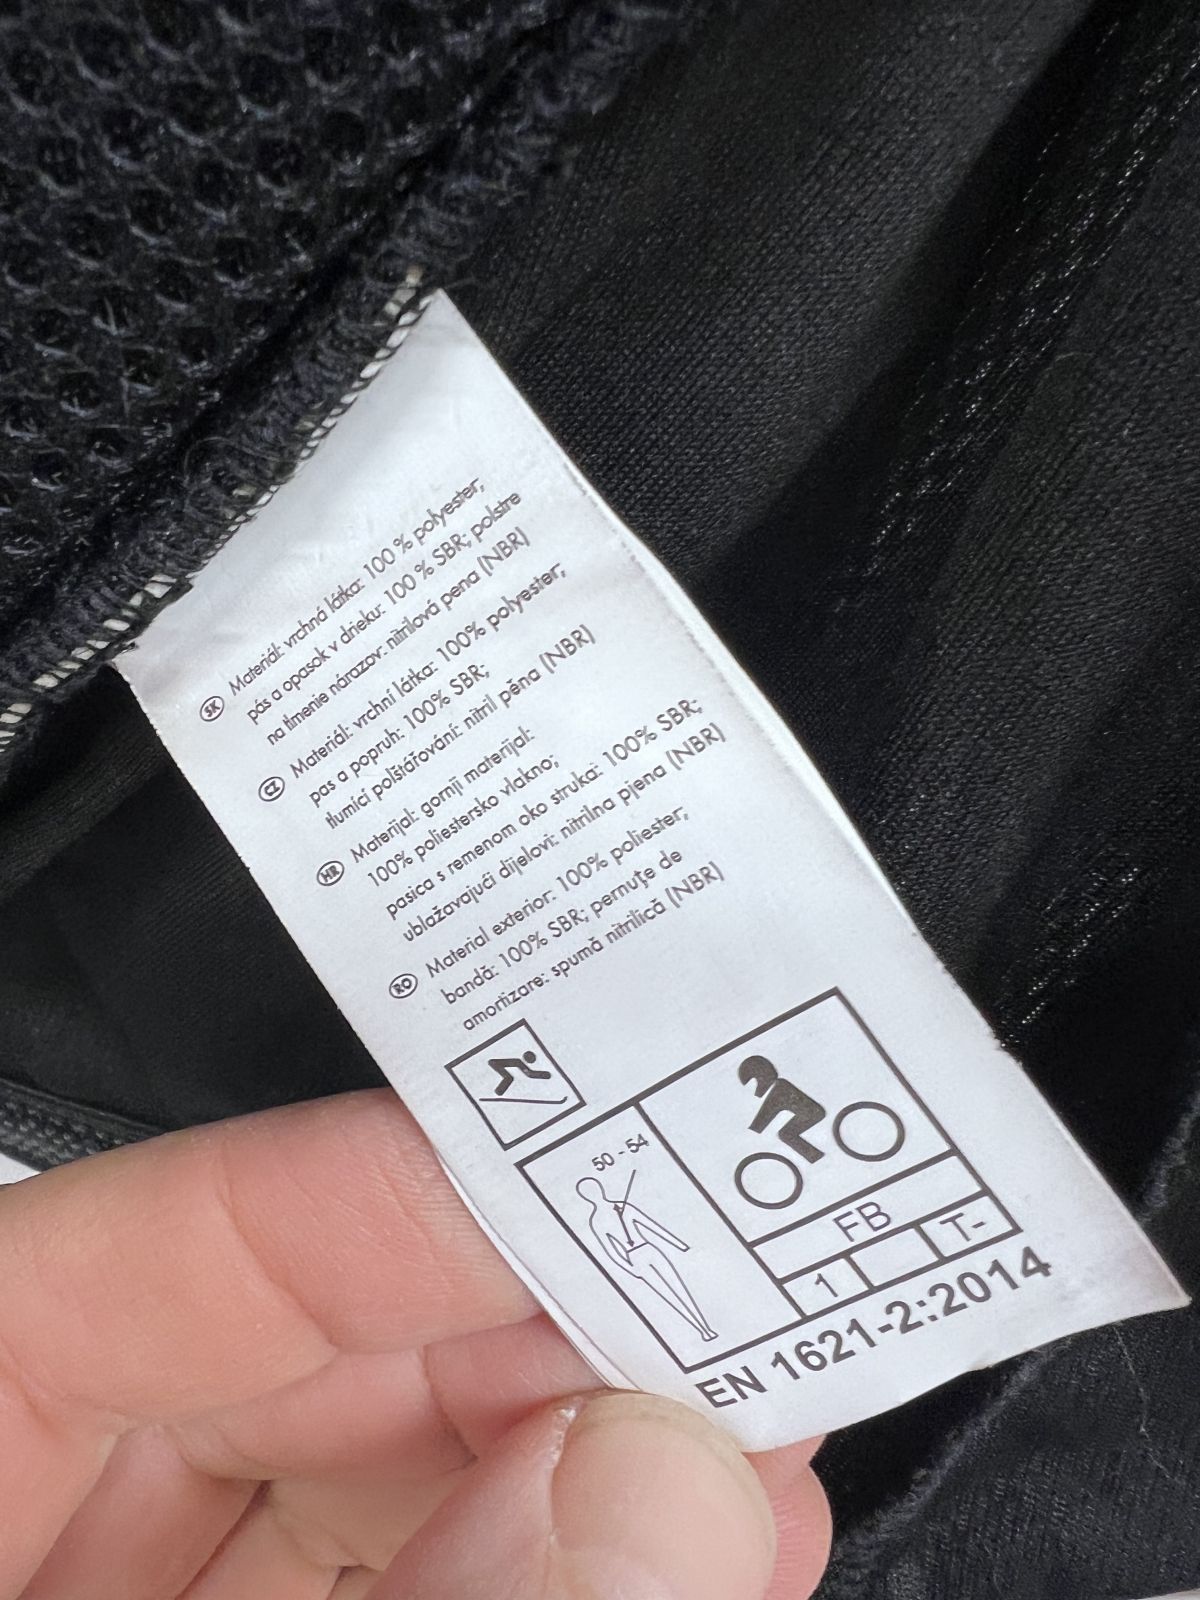 SK Materiál: vrchná látka: 100 % polyester,
pás a opasok v drieku: 100 % SBR; polstre
na tlmenie nárazov: nitrilová pena (NBR)
CZ Materiál: vrchní látka: 100% polyester,
pas a popruh: 100% SBR;
tlumící polštářování: nitril pěna (NBR)
HR Materijal: gornji materijal:
100% poliestersko vlakno;
pasica s remenom oko struka: 100% SBR;
ublažavajući dijelovi: nitrilna pjena (NBR)
RO Material exterior: 100% poliester,
bandă: 100% SBR; pernuțe de
amortizare: spumă nitrilică (NBR)
50 - 54
FB
1 T-
EN 1621-2:2014